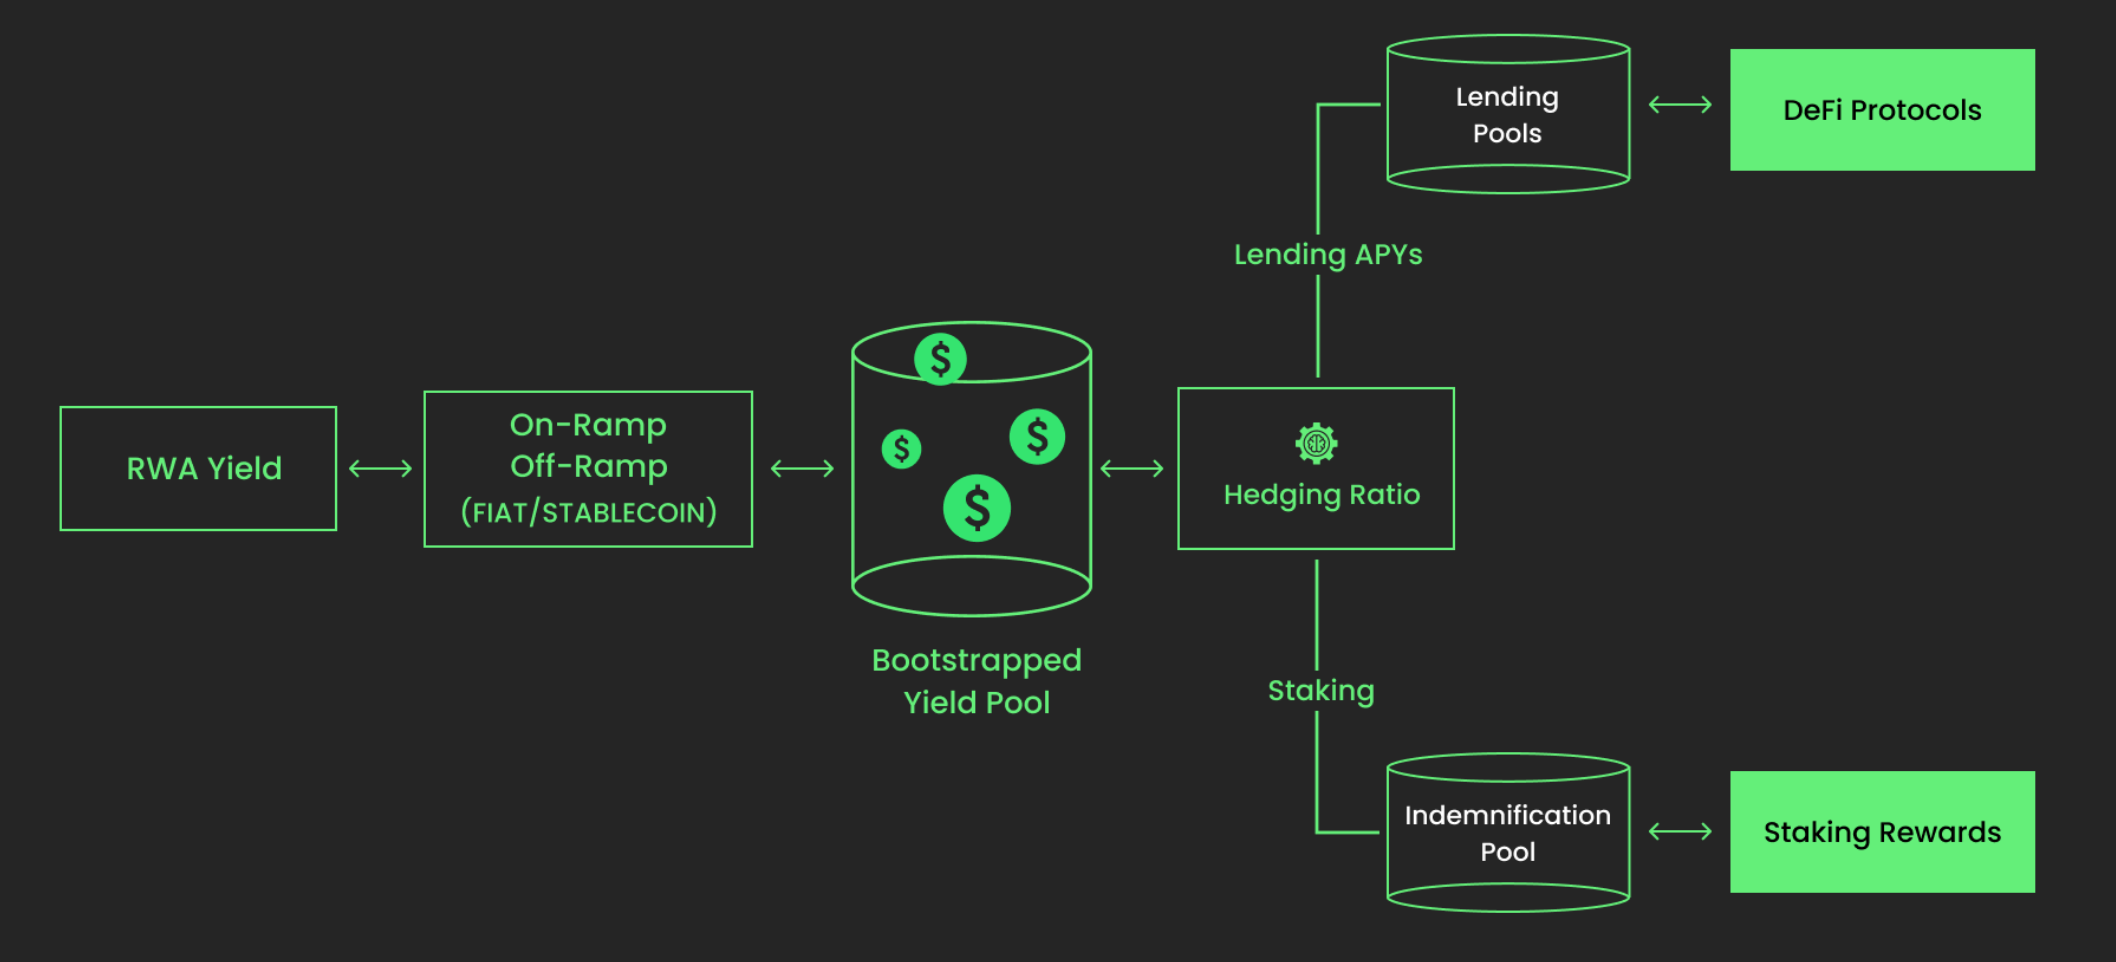 Lending
Pools
DeFi Protocols
Lending APYs
RWA Yield
On-Ramp
Off-Ramp
(FIAT/STABLECOIN)
$
$
$
$
Hedging Ratio
Bootstrapped
Yield Pool
Staking
Indemnification
Pool
Staking Rewards